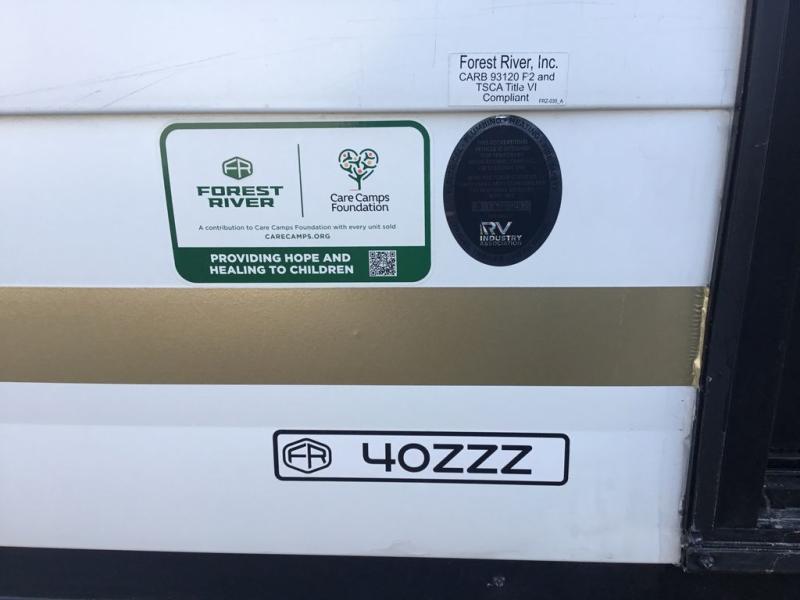 Forest River, Inc.
CARB 93120 F2 and
TSCA Title VI
Compliant
FRZ-035_A
FR
FOREST
RIVER
Care Camps
Foundation
A contribution to Care Camps Foundation with every unit sold
CARECAMPS.ORG
PROVIDING HOPE AND
HEALING TO CHILDREN
RV
INDUSTRY
ASSOCIATION
FR 40ZZZ